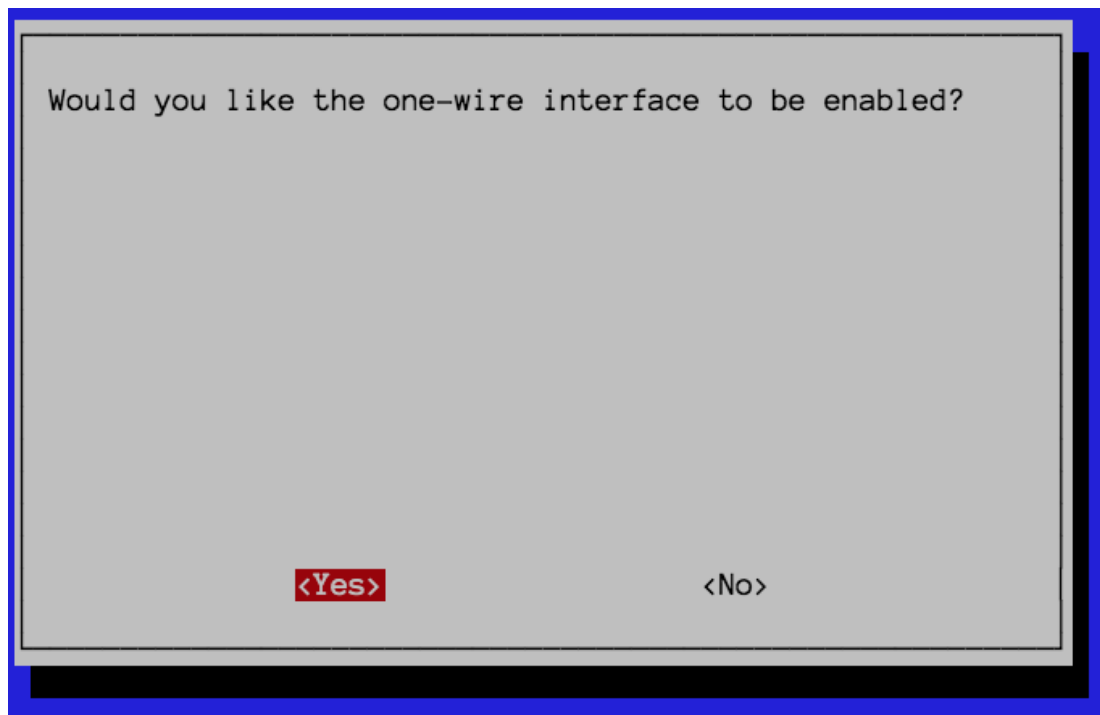 Would you like the one-wire interface to be enabled?
<Yes> <No>